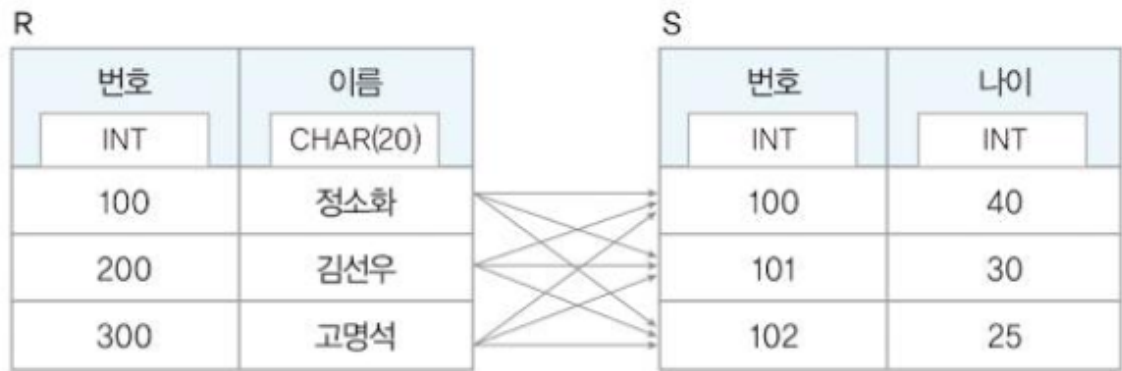 R S
번호 이름 번호 나이
INT CHAR(20) INT INT
100 정소화 100 40
200 김선우 101 30
300 고명석 102 25